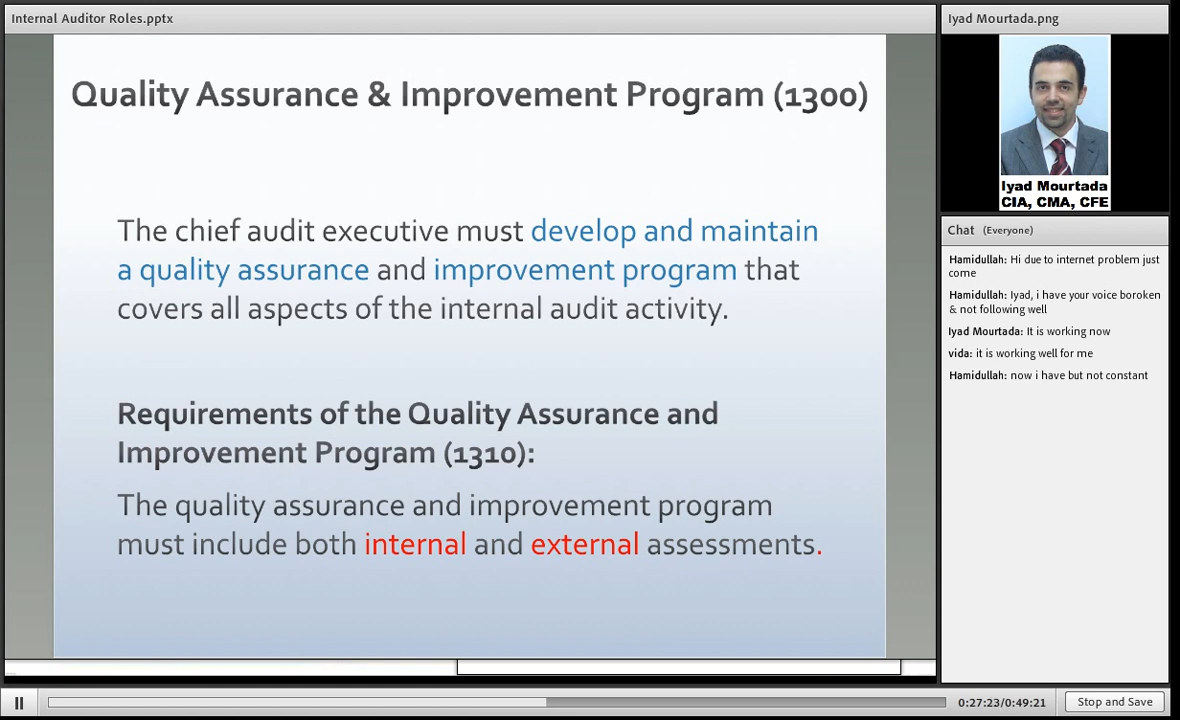 Internal Auditor Roles.pptx
Quality Assurance & Improvement Program (1300)
The chief audit executive must develop and maintain
a quality assurance and improvement program that
covers all aspects of the internal audit activity.
Requirements of the Quality Assurance and
Improvement Program (1310):
The quality assurance and improvement program
must include both internal and external assessments.
Iyad Mourtada.png
Iyad Mourtada
CIA, CMA, CFE
Chat (Everyone)
Hamidullah: Hi due to internet problem just
come
Hamidullah: Iyad, i have your voice boroken
& not following well
Iyad Mourtada: It is working now
vida: it is working well for me
Hamidullah: now i have but not constant
0:27:23/0:49:21
Stop and Save